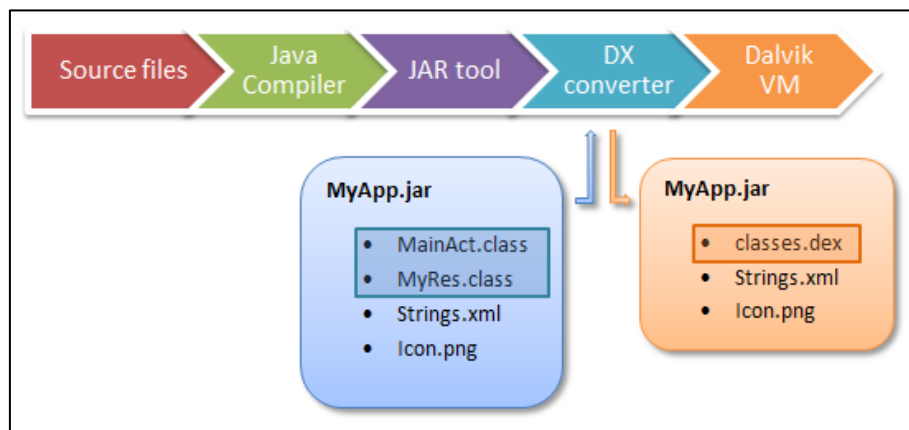 Source files
Java
Compiler
JAR tool
DX
converter
Dalvik
VM
MyApp.jar
• MainAct.class
• MyRes.class
• Strings.xml
• Icon.png
MyApp.jar
• classes.dex
• Strings.xml
• Icon.png